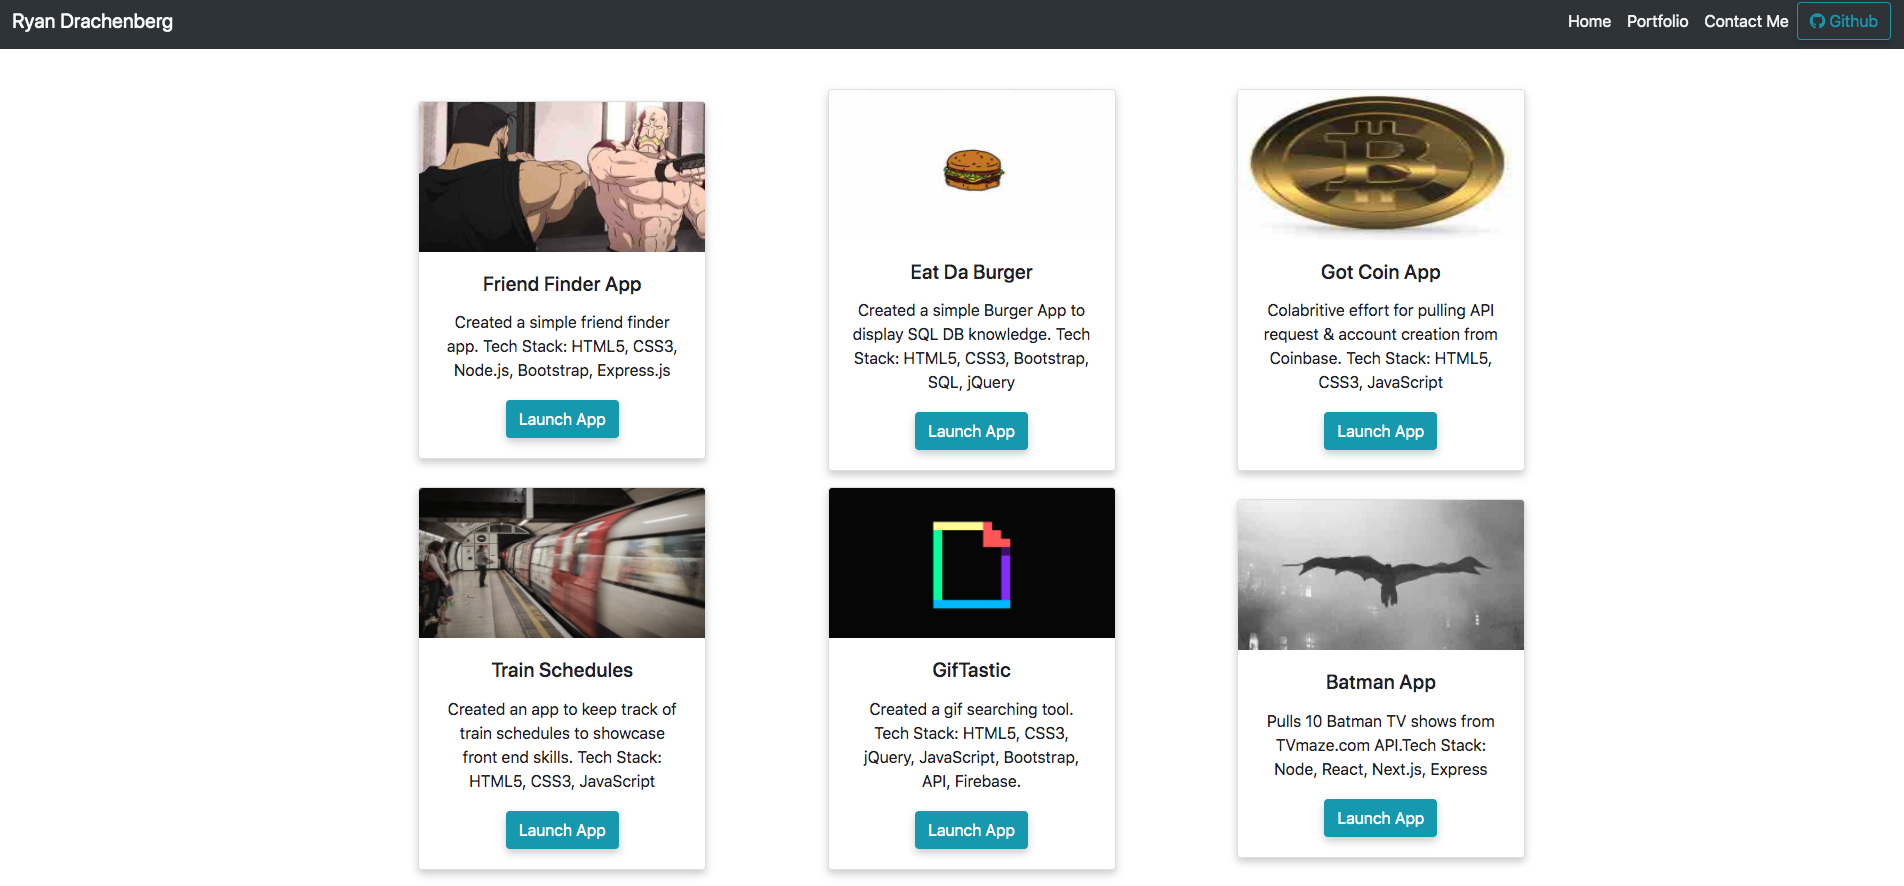 Ryan Drachenberg
Home Portfolio Contact Me Github
Friend Finder App
Created a simple friend finder
app. Tech Stack: HTML5, CSS3,
Node.js, Bootstrap, Express.js
Launch App
Eat Da Burger
Created a simple Burger App to
display SQL DB knowledge. Tech
Stack: HTML5, CSS3, Bootstrap,
SQL, jQuery
Launch App
Got Coin App
Colabritive effort for pulling API
request & account creation from
Coinbase. Tech Stack: HTML5,
CSS3, JavaScript
Launch App
Train Schedules
Created an app to keep track of
train schedules to showcase
front end skills. Tech Stack:
HTML5, CSS3, JavaScript
Launch App
GifTastic
Created a gif searching tool.
Tech Stack: HTML5, CSS3,
jQuery, JavaScript, Bootstrap,
API, Firebase.
Launch App
Batman App
Pulls 10 Batman TV shows from
TVmaze.com API.Tech Stack:
Node, React, Next.js, Express
Launch App